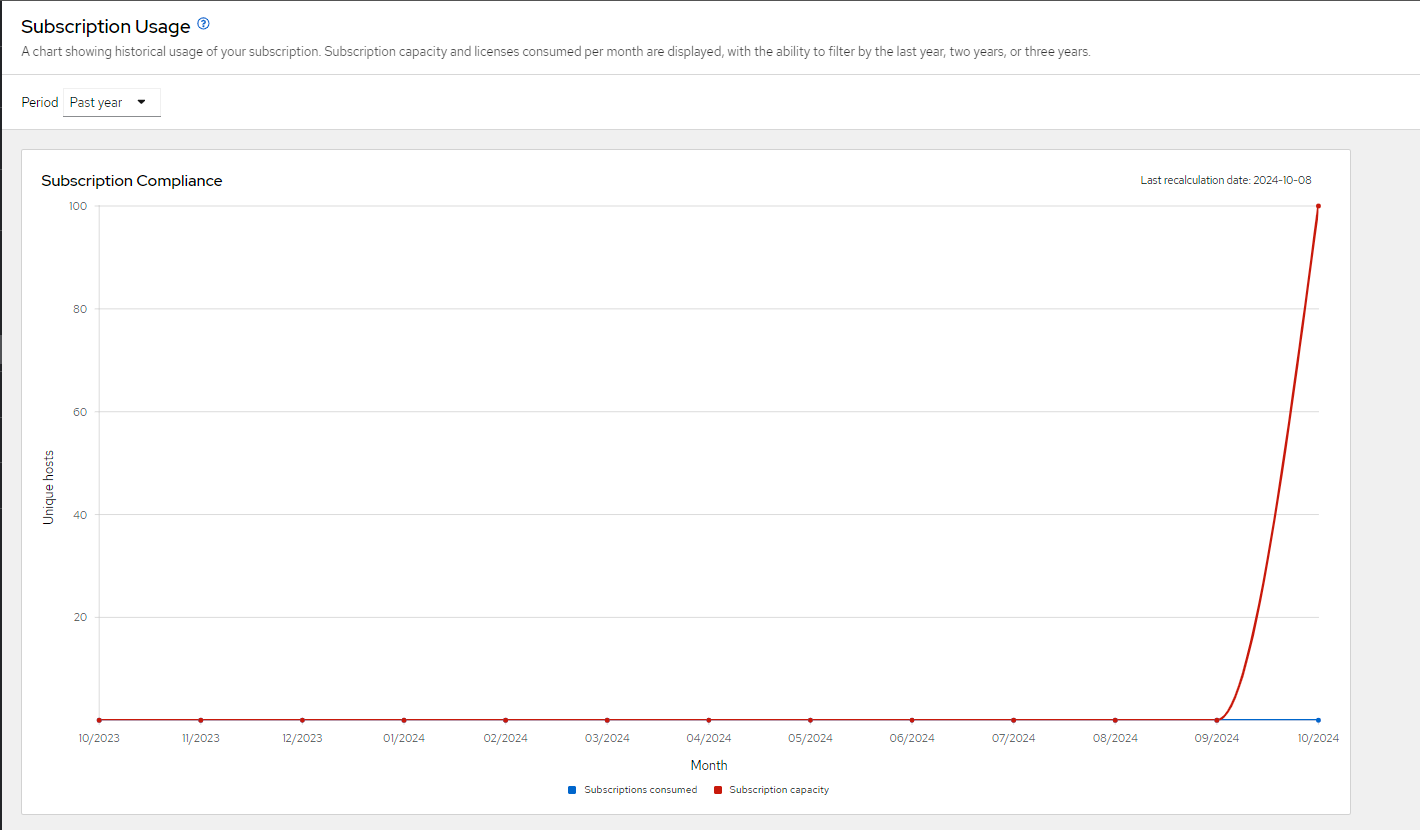 Subscription Usage
A chart showing historical usage of your subscription. Subscription capacity and licenses consumed per month are displayed, with the ability to filter by the last year, two years, or three years.
Period Past year
Subscription Compliance
Last recalculation date: 2024-10-08
100
80
60
40
20
Unique hosts
10/2023 11/2023 12/2023 01/2024 02/2024 03/2024 04/2024 05/2024 06/2024 07/2024 08/2024 09/2024 10/2024
Month
Subscriptions consumed Subscription capacity